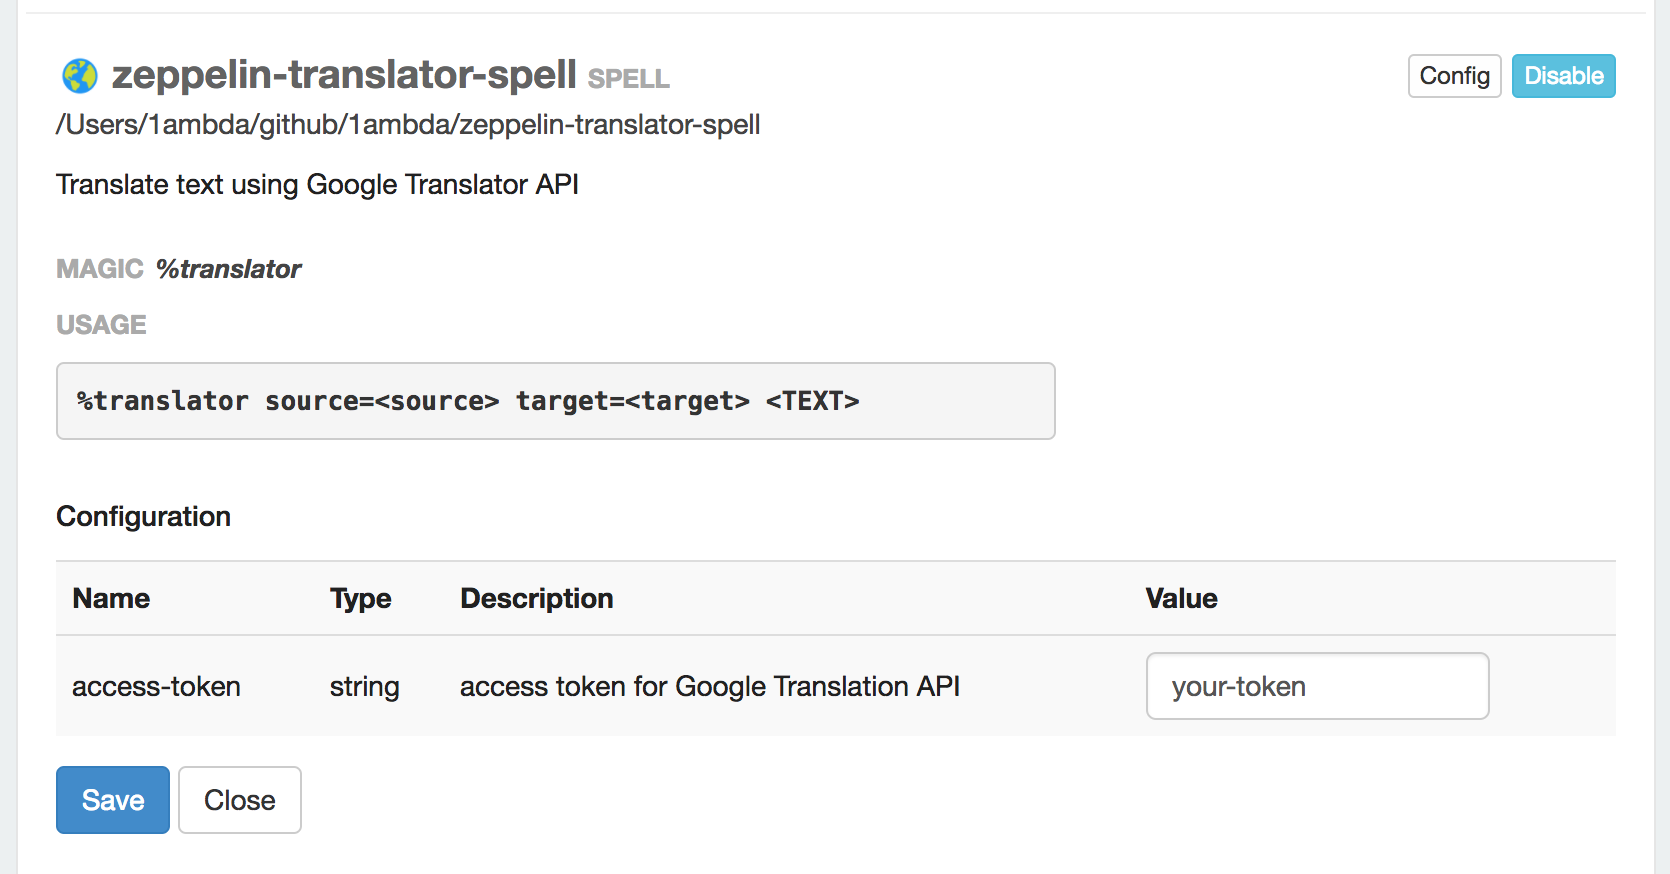 zeppelin-translator-spell SPELL
Config
Disable
/Users/1ambda/github/1ambda/zeppelin-translator-spell
Translate text using Google Translator API
MAGIC %translator
USAGE
%translator source=<source> target=<target> <TEXT>
Configuration
Name Type Description Value
access-token string access token for Google Translation API your-token
Save Close